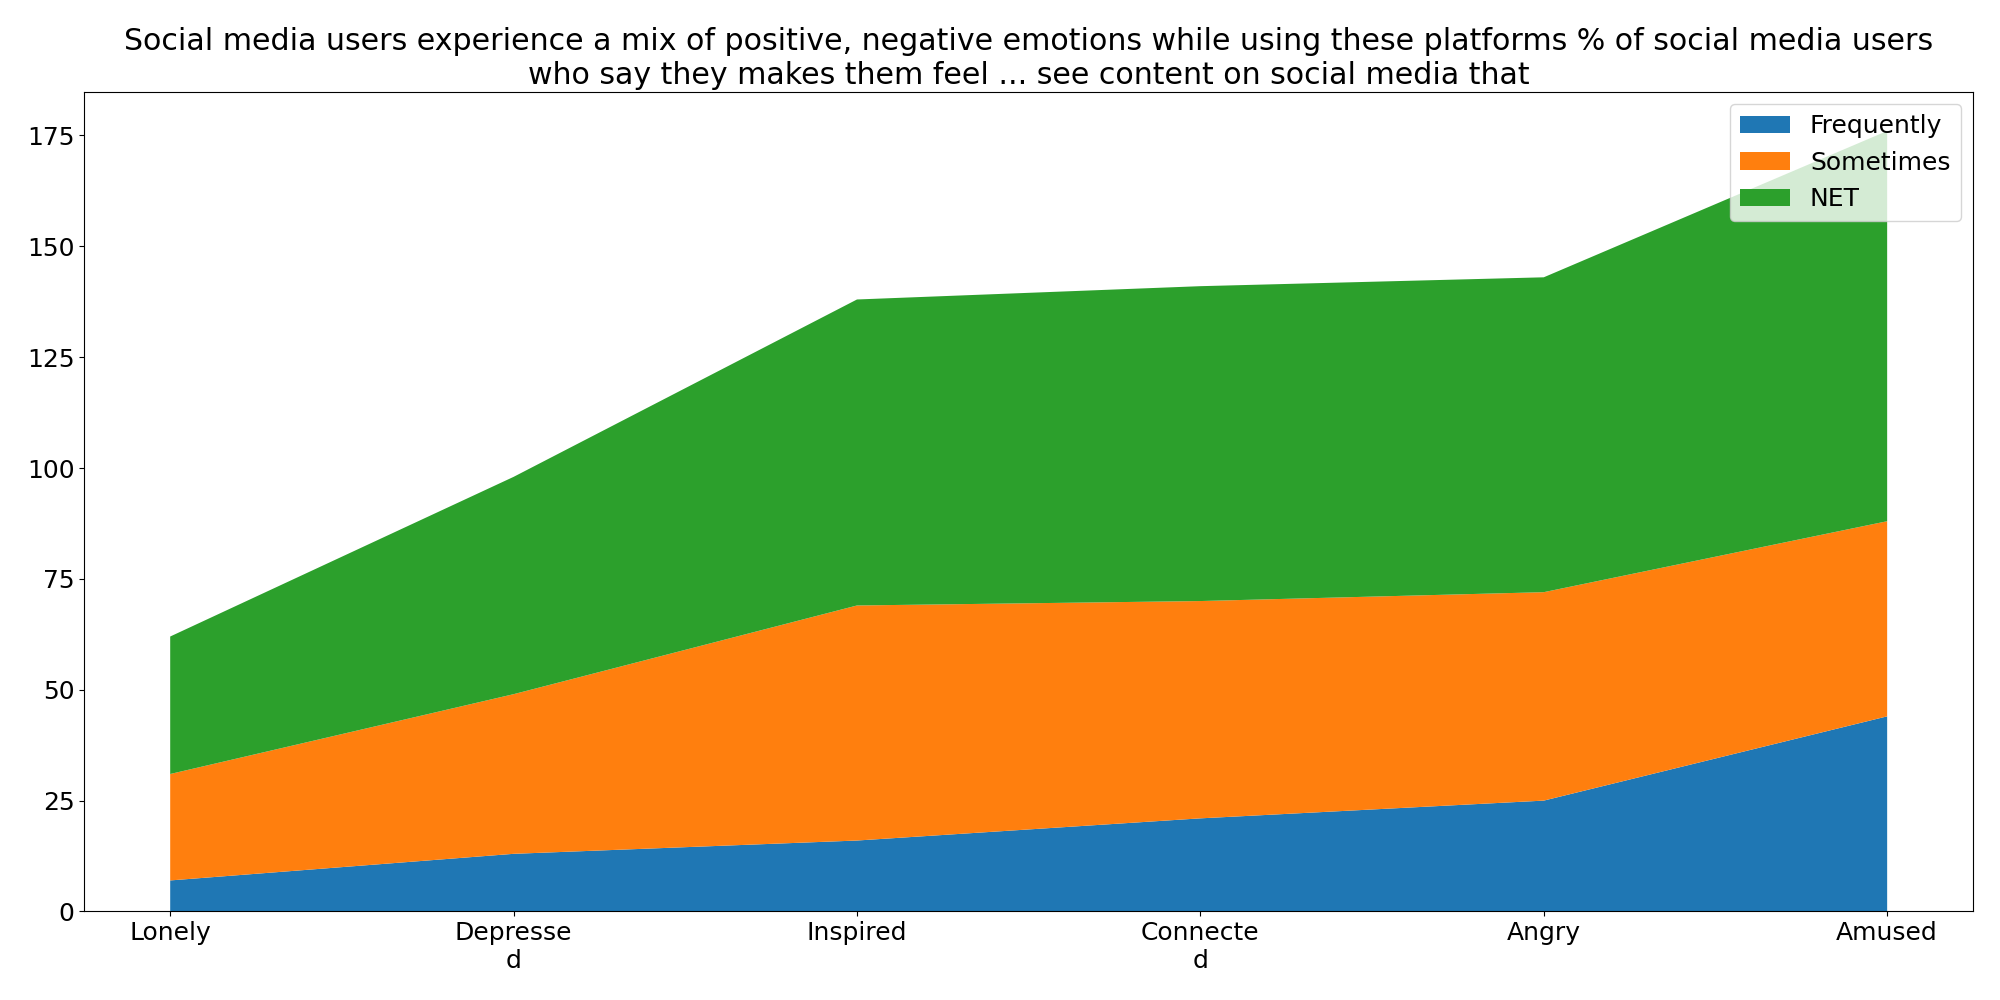 Social media users experience a mix of positive, negative emotions while using these platforms % of social media users
who say they makes them feel ... see content on social media that
Frequently
Sometimes
NET
175
150
125
100
75
50
25
0
Lonely
Depresse
d
Inspired
Connecte
d
Angry
Amused